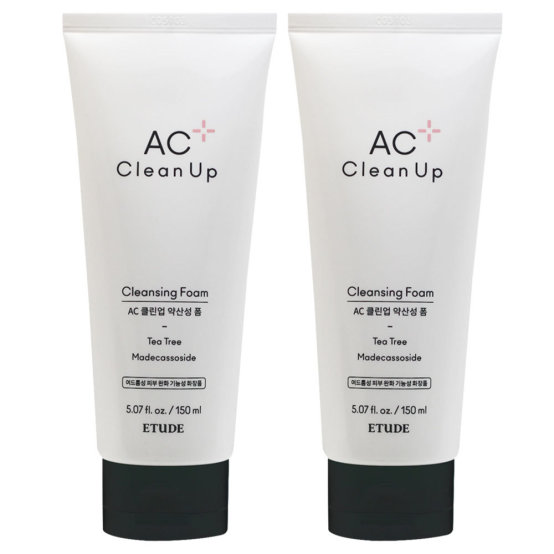 AC
Clean Up
Cleansing Foam
AC 클린업 약산성 폼
–
Tea Tree
Madecassoside
여드름성 피부 완화 기능성 화장품
5.07 fl. oz. / 150 ml
ETUDE
AC
Clean Up
Cleansing Foam
AC 클린업 약산성 폼
–
Tea Tree
Madecassoside
여드름성 피부 완화 기능성 화장품
5.07 fl. oz. / 150 ml
ETUDE